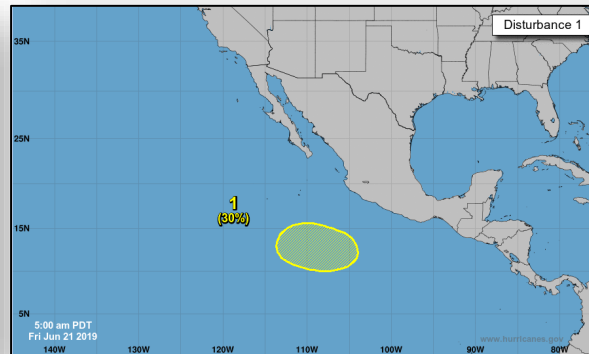 Disturbance 1
35N
25N
1
(30%)
15N
5N
5:00 am PDT
Fri Jun 21 2019
www.hurricanes.gov
140W
130W
120W
110W
100W
90W
80W